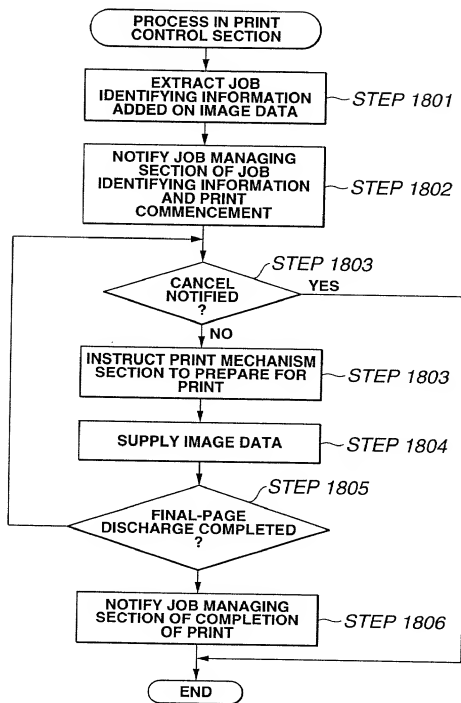 PROCESS IN PRINT
CONTROL SECTION
EXTRACT JOB
IDENTIFYING INFORMATION
ADDED ON IMAGE DATA
STEP 1801
NOTIFY JOB MANAGING
SECTION OF JOB
IDENTIFYING INFORMATION
AND PRINT
COMMENCEMENT
STEP 1802
STEP 1803
CANCEL
NOTIFIED
?
YES
NO
INSTRUCT PRINT MECHANISM
SECTION TO PREPARE FOR
PRINT
STEP 1803
SUPPLY IMAGE DATA
STEP 1804
STEP 1805
FINAL-PAGE
DISCHARGE COMPLETED
?
NOTIFY JOB MANAGING
SECTION OF COMPLETION
OF PRINT
STEP 1806
END